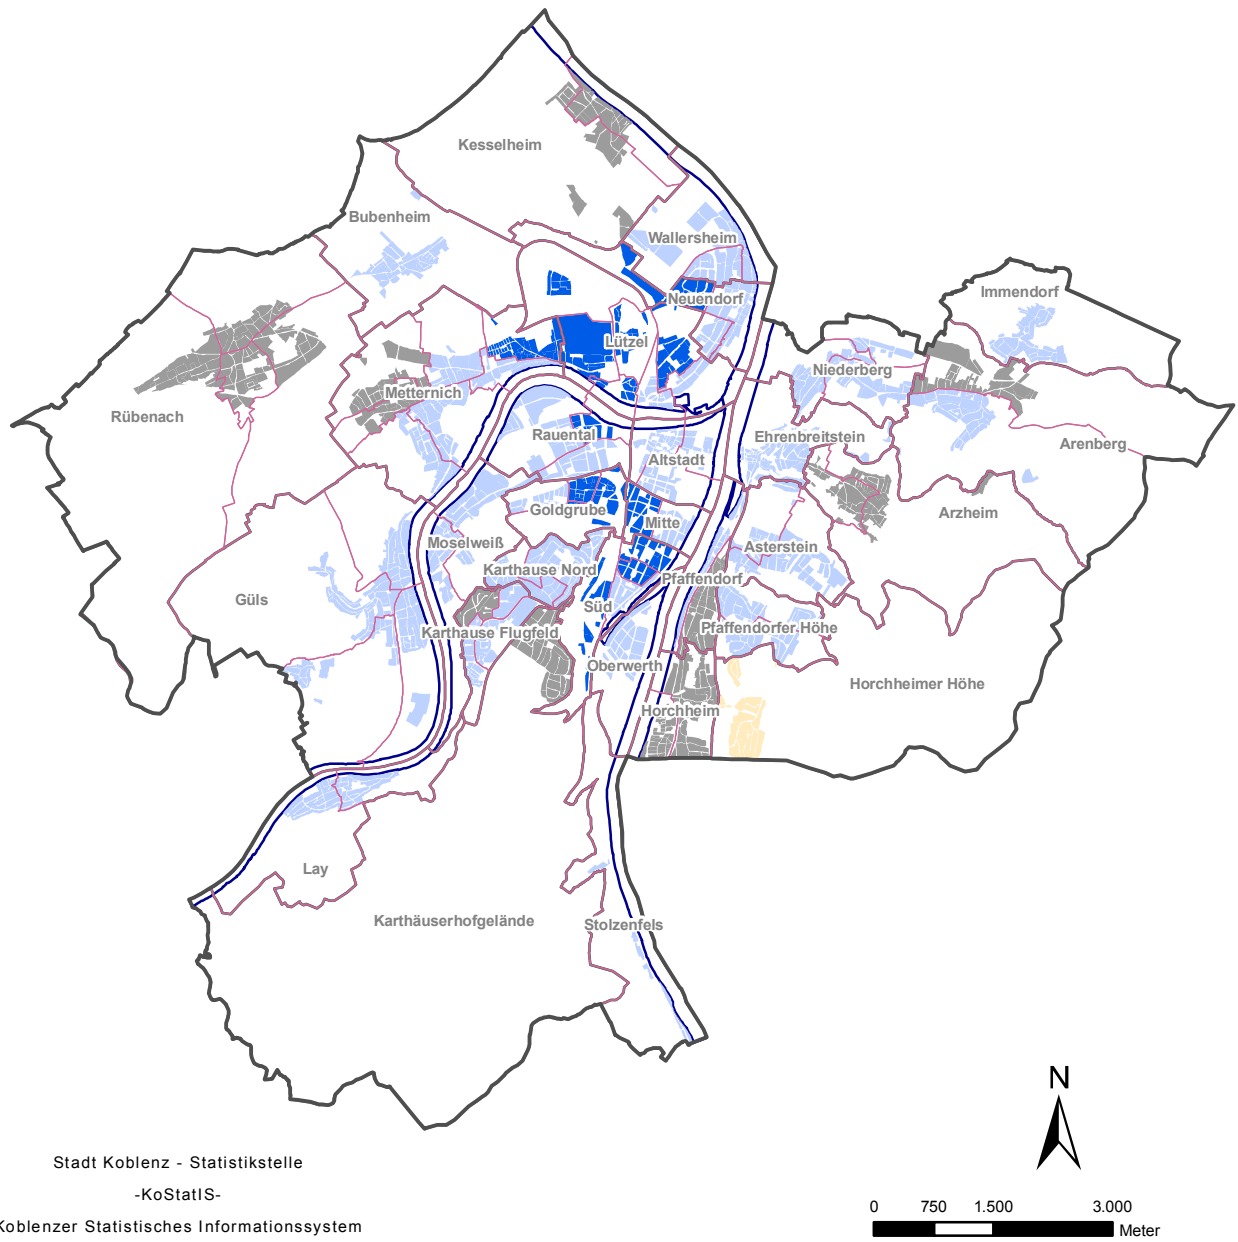 Kesselheim
Bubenheim
Wallersheim
Immendorf
Neuendorf
Lützel
Niederberg
Metternich
Rübenach
Rauental
Ehrenbreitstein
Arenberg
Altstadt
Goldgrube
Mitte
Arzheim
Moselweiß
Asterstein
Karthause Nord
Pfaffendorf
Güls
Süd
Karthause Flugfeld
Pfaffendorfer Höhe
Oberwerth
Horchheimer Höhe
Horchheim
Lay
Karthäuserhofgelände
Stolzenfels
N
Stadt Koblenz - Statistikstelle
-KoStatIS-
Koblenzer Statistisches Informationssystem
0 750 1.500 3.000
Meter